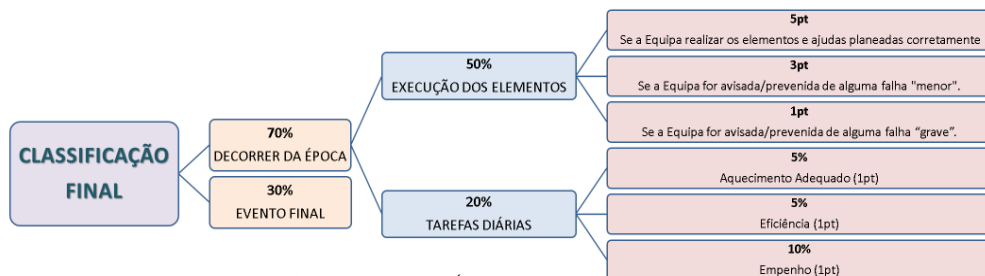 CLASSIFICAÇÃO
FINAL
70%
DECORRER DA ÉPOCA
30%
EVENTO FINAL
50%
EXECUÇÃO DOS ELEMENTOS
20%
TAREFAS DIÁRIAS
5pt
Se a Equipa realizar os elementos e ajudas planeadas corretamente
3pt
Se a Equipa for avisada/prevenida de alguma falha "menor".
1pt
Se a Equipa for avisada/prevenida de alguma falha “grave”.
5%
Aquecimento Adequado (1pt)
5%
Eficiência (1pt)
10%
Empenho (1pt)